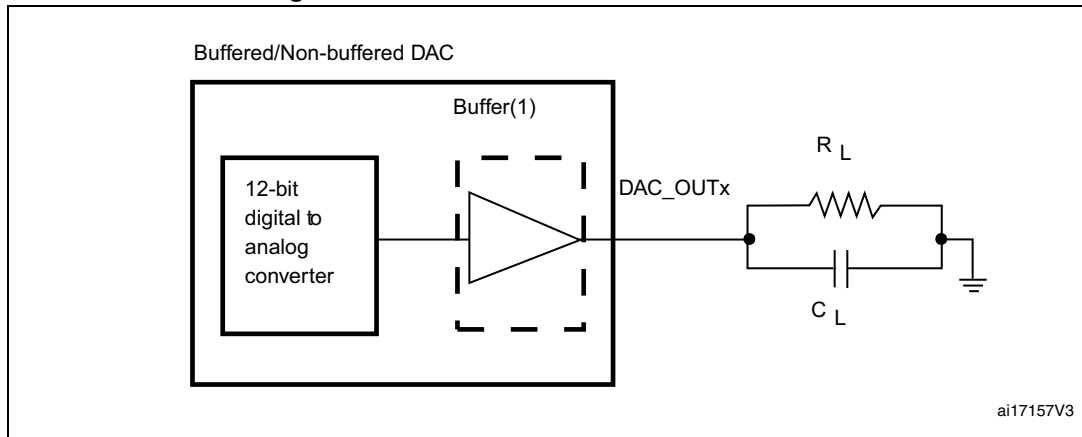 Buffered/Non-buffered DAC
Buffer(1)
12-bit
digital to
analog
converter
DAC_OUTx
R L
C L
ai17157V3